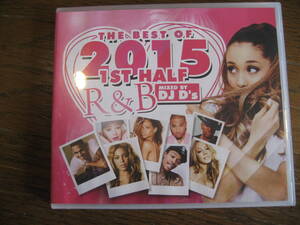 THE BEST OF
2015
1ST HALF
R&B
MIXED BY
DJ D's